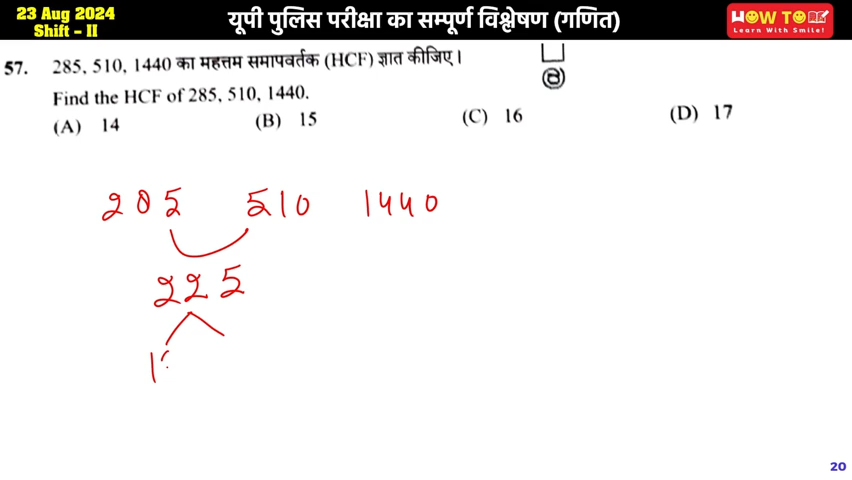 23 Aug 2024
Shift – II
यूपी पुलिस परीक्षा का सम्पूर्ण विश्लेषण (गणित)
HOW TO
Learn With Smile!
57. 285, 510, 1440 का महत्तम समापवर्तक (HCF) ज्ञात कीजिए।
Find the HCF of 285, 510, 1440.
(A) 14 (B) 15 (C) 16 (D) 17
285 510 1440
225
20